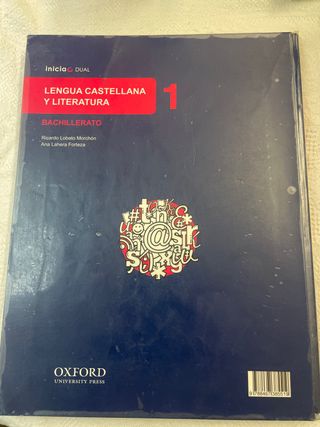 inicia DUAL
LENGUA CASTELLANA
Y LITERATURA
1
BACHILLERATO
Ricardo Lobato Morchón
Ana Lahera Forteza
OXFORD
UNIVERSITY PRESS